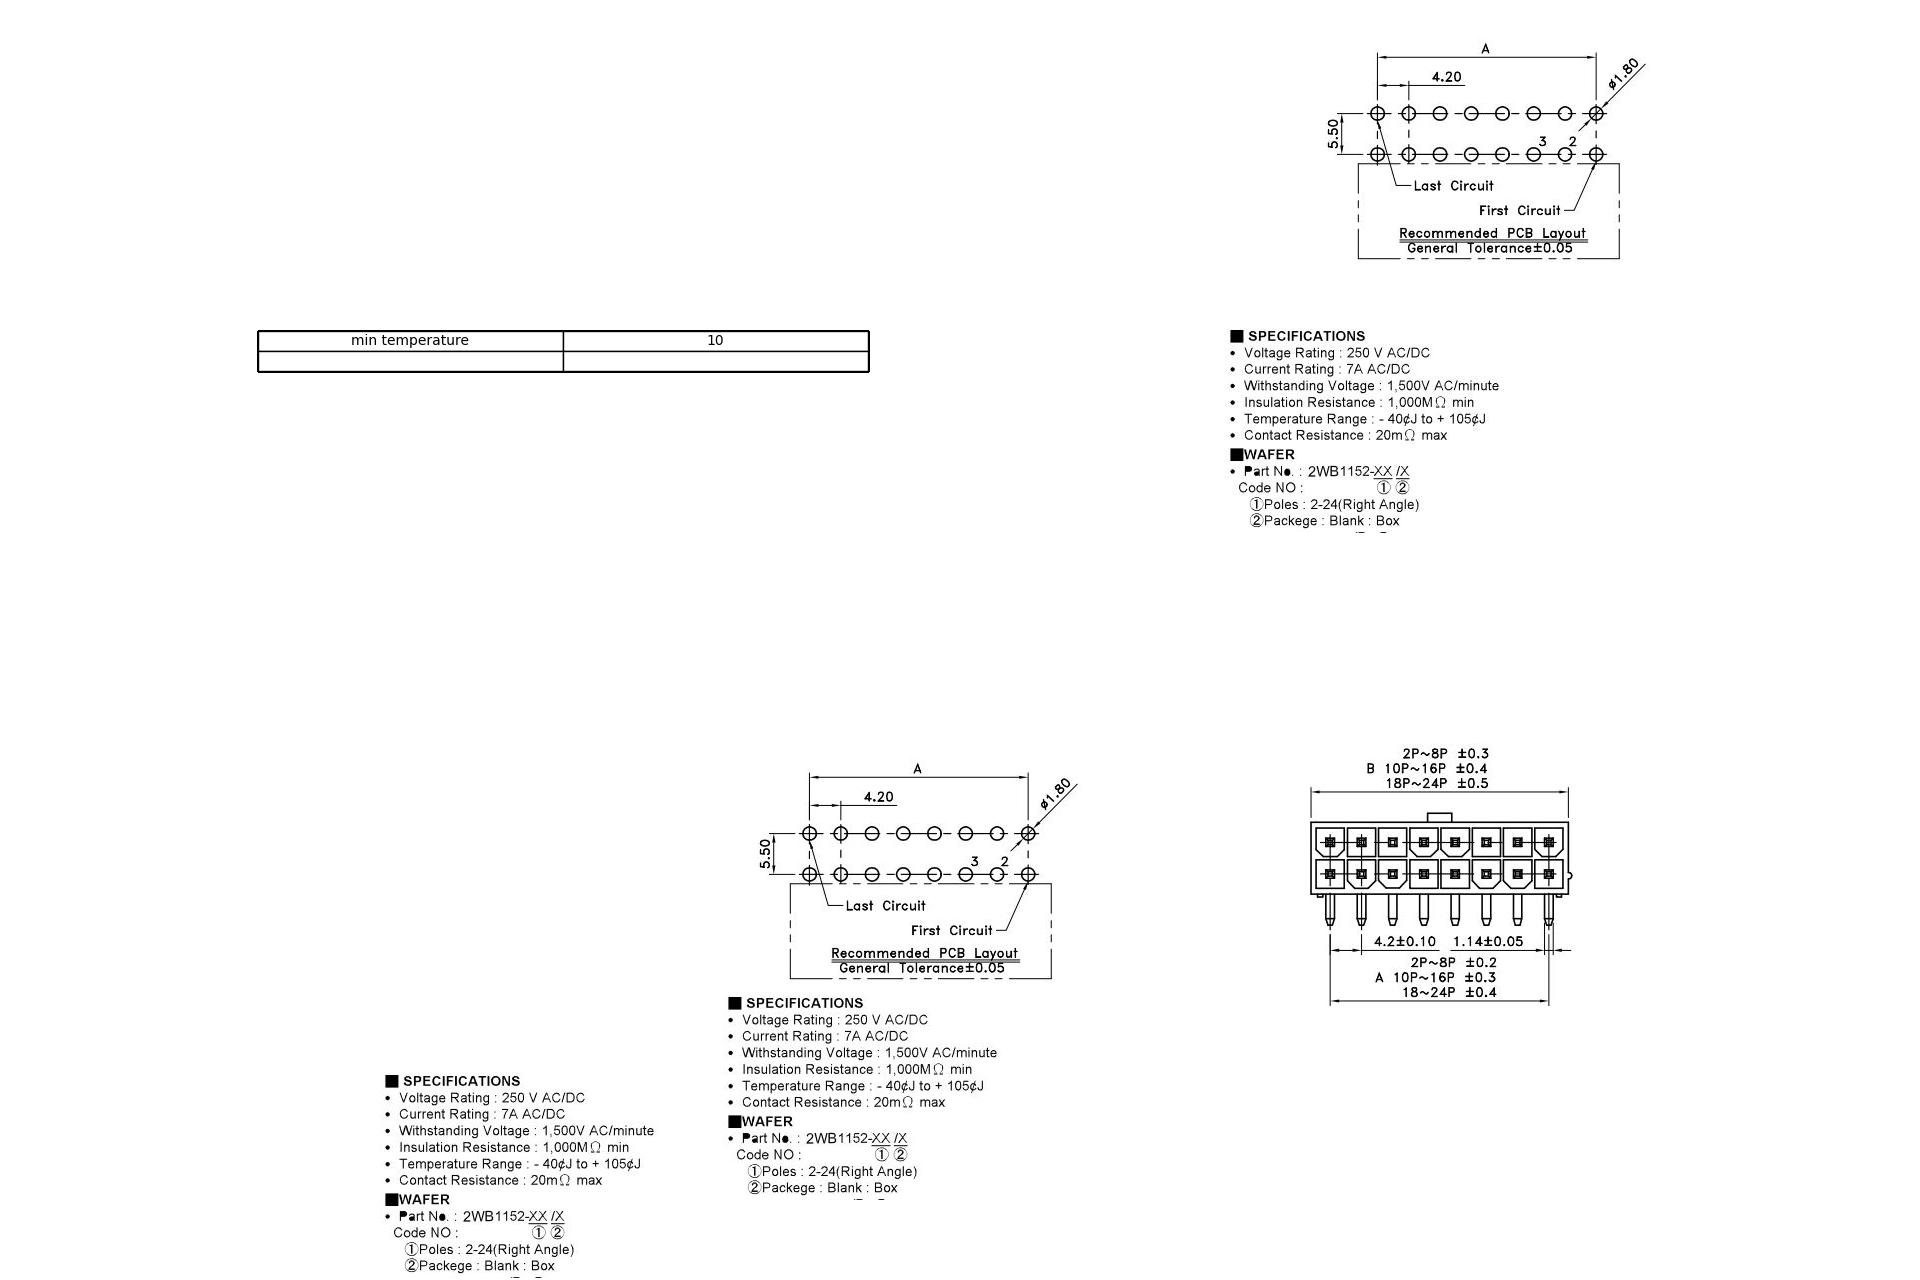 A
4.20
ø1.80
5.50
3 2
Last Circuit
First Circuit
Recommended PCB Layout
General Tolerance±0.05
min temperature 10
■ SPECIFICATIONS
• Voltage Rating : 250 V AC/DC
• Current Rating : 7A AC/DC
• Withstanding Voltage : 1,500V AC/minute
• Insulation Resistance : 1,000MΩ min
• Temperature Range : - 40¢J to + 105¢J
• Contact Resistance : 20mΩ max
■WAFER
• Part No. : 2WB1152-XX /X
Code NO : ① ②
①Poles : 2-24(Right Angle)
②Packege : Blank : Box
A
4.20
ø1.80
5.50
3 2
Last Circuit
First Circuit
Recommended PCB Layout
General Tolerance±0.05
2P~8P ±0.3
B 10P~16P ±0.4
18P~24P ±0.5
4.2±0.10 1.14±0.05
2P~8P ±0.2
A 10P~16P ±0.3
18~24P ±0.4
■ SPECIFICATIONS
• Voltage Rating : 250 V AC/DC
• Current Rating : 7A AC/DC
• Withstanding Voltage : 1,500V AC/minute
• Insulation Resistance : 1,000MΩ min
• Temperature Range : - 40¢J to + 105¢J
• Contact Resistance : 20mΩ max
■WAFER
• Part No. : 2WB1152-XX /X
Code NO : ① ②
①Poles : 2-24(Right Angle)
②Packege : Blank : Box
■ SPECIFICATIONS
• Voltage Rating : 250 V AC/DC
• Current Rating : 7A AC/DC
• Withstanding Voltage : 1,500V AC/minute
• Insulation Resistance : 1,000MΩ min
• Temperature Range : - 40¢J to + 105¢J
• Contact Resistance : 20mΩ max
■WAFER
• Part No. : 2WB1152-XX /X
Code NO : ① ②
①Poles : 2-24(Right Angle)
②Packege : Blank : Box